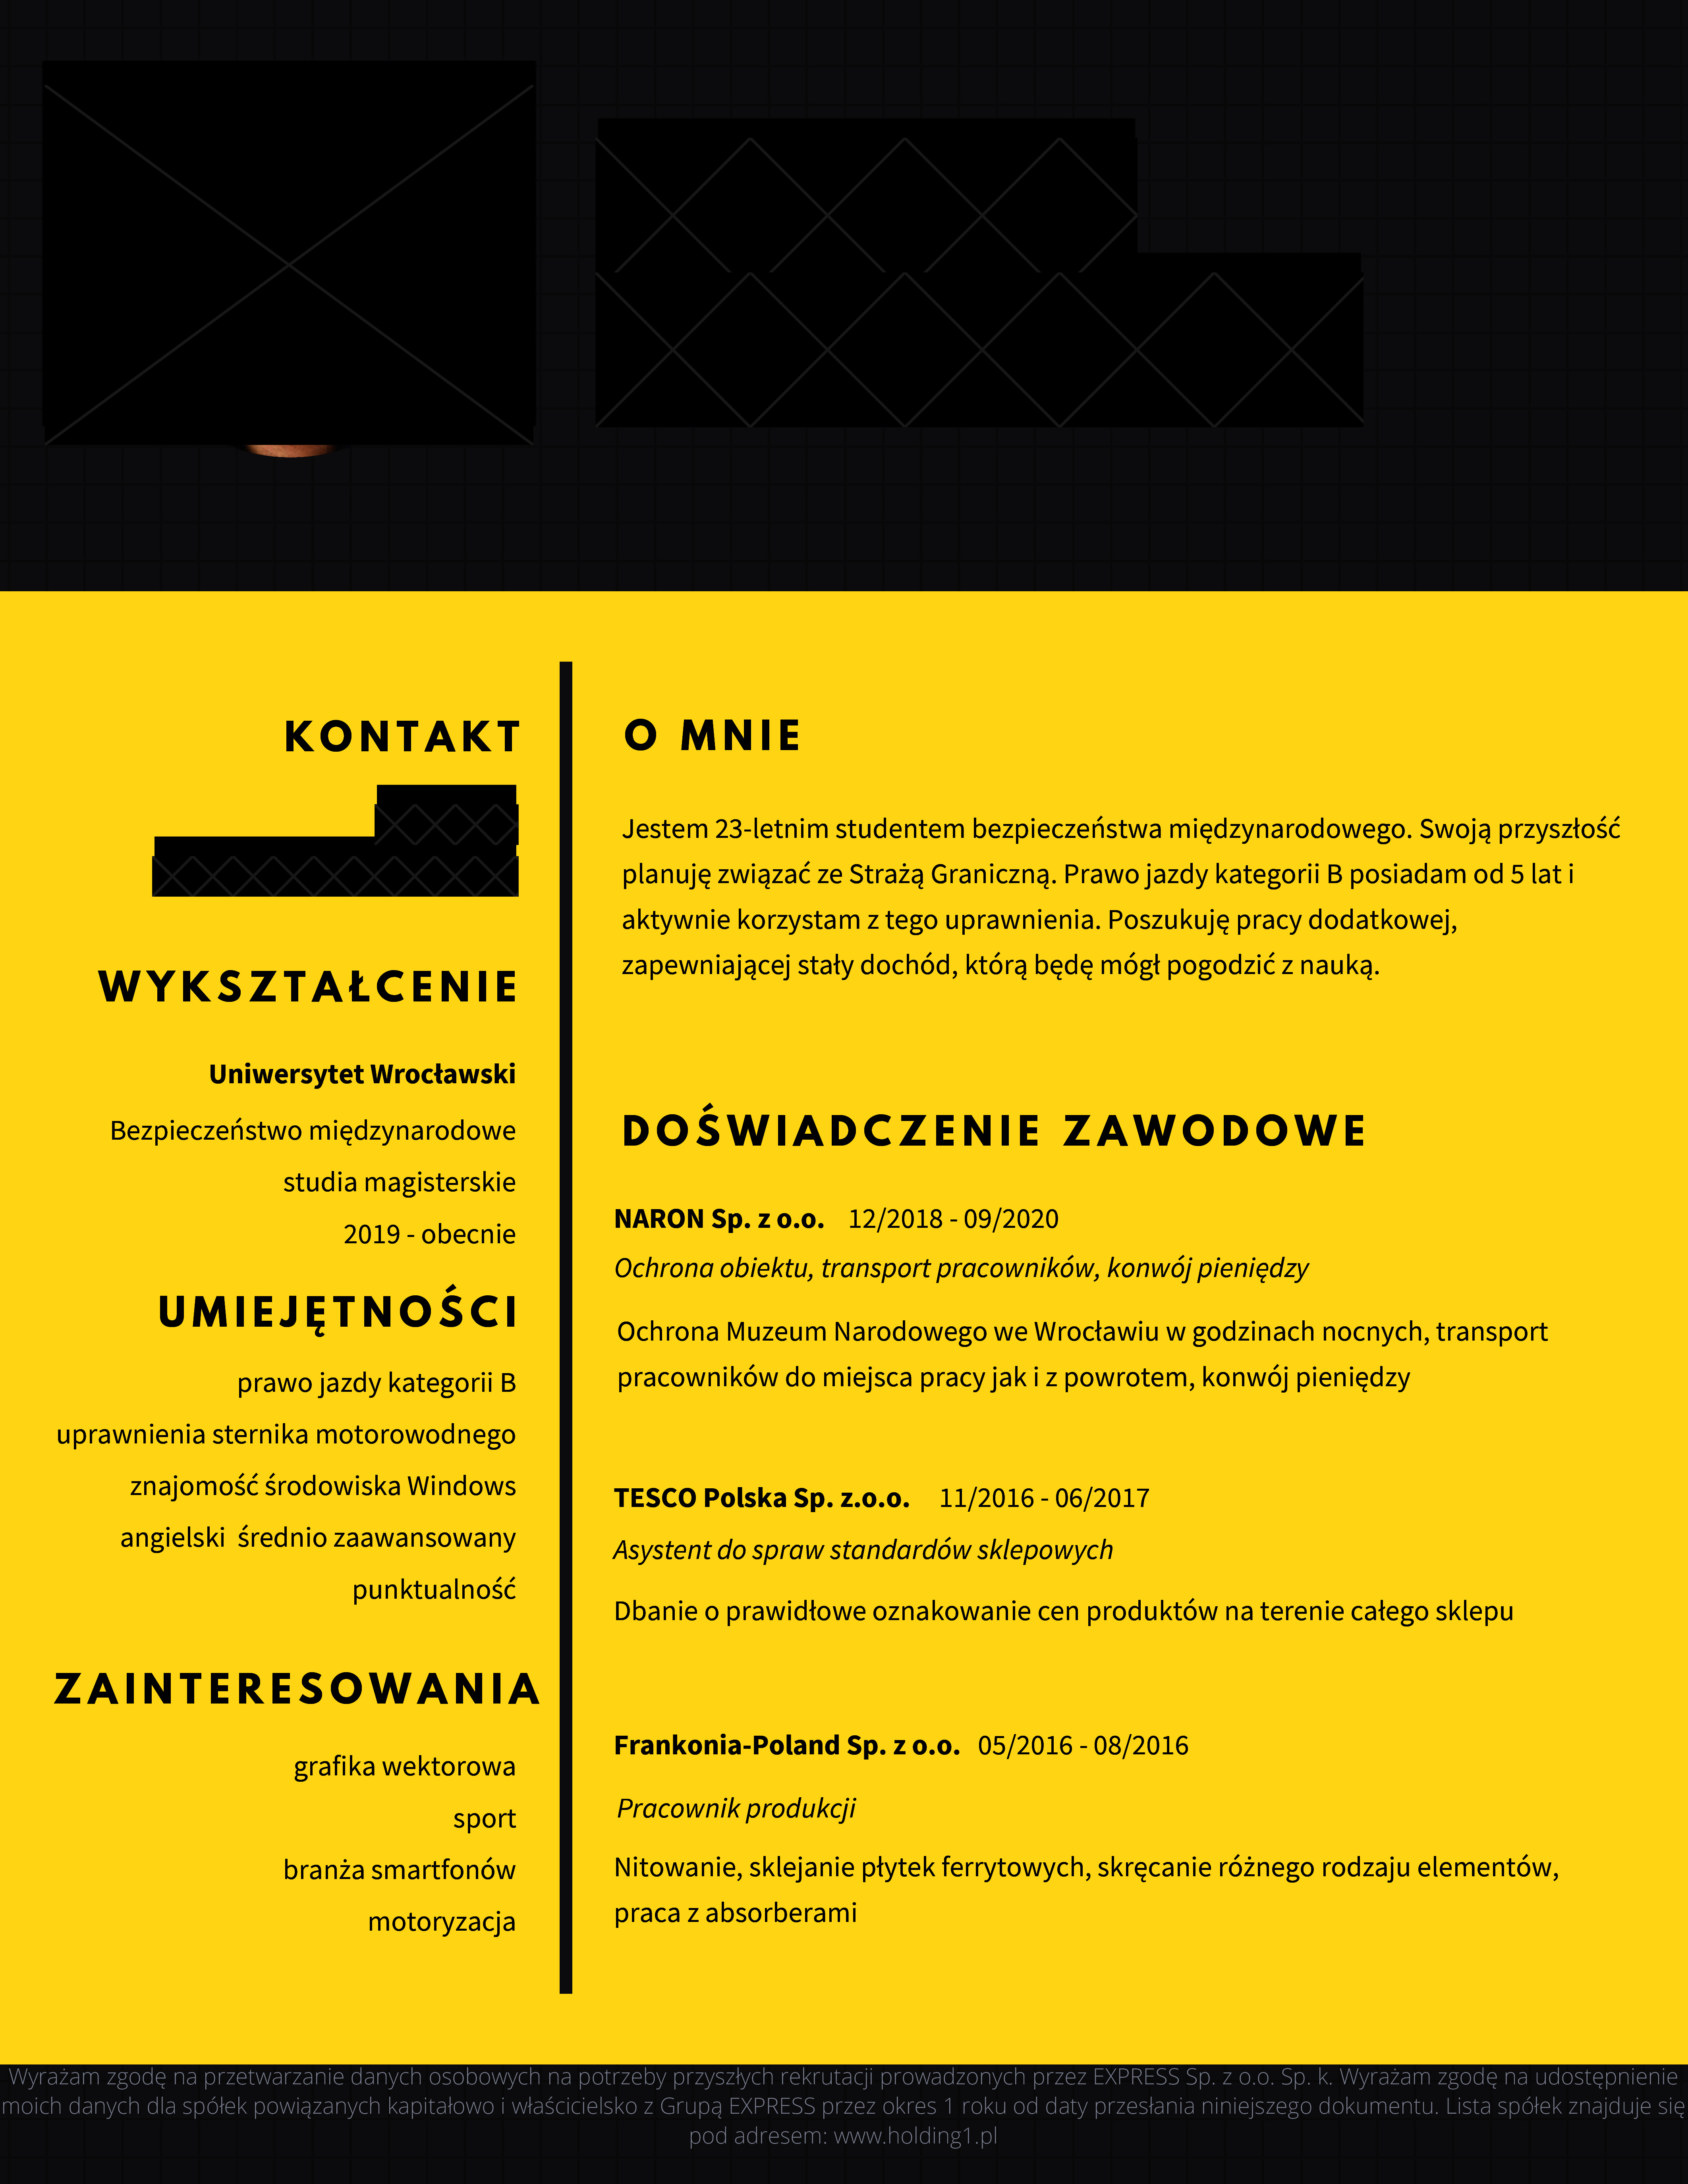 KONTAKT
WYKSZTAŁCENIE
Uniwersytet Wrocławski
Bezpieczeństwo międzynarodowe
studia magisterskie
2019 - obecnie
UMIEJĘTNOŚCI
prawo jazdy kategorii B
uprawnienia sternika motorowodnego
znajomość środowiska Windows
angielski  średnio zaawansowany
punktualność
ZAINTERESOWANIA
grafika wektorowa
sport
branża smartfonów
motoryzacja
O MNIE
Jestem 23-letnim studentem bezpieczeństwa międzynarodowego. Swoją przyszłość
planuję związać ze Strażą Graniczną. Prawo jazdy kategorii B posiadam od 5 lat i
aktywnie korzystam z tego uprawnienia. Poszukuję pracy dodatkowej,
zapewniającej stały dochód, którą będę mógł pogodzić z nauką.
DOŚWIADCZENIE ZAWODOWE
NARON Sp. z o.o. 12/2018 - 09/2020
Ochrona obiektu, transport pracowników, konwój pieniędzy
Ochrona Muzeum Narodowego we Wrocławiu w godzinach nocnych, transport
pracowników do miejsca pracy jak i z powrotem, konwój pieniędzy
TESCO Polska Sp. z.o.o. 11/2016 - 06/2017
Asystent do spraw standardów sklepowych
Dbanie o prawidłowe oznakowanie cen produktów na terenie całego sklepu
Frankonia-Poland Sp. z o.o. 05/2016 - 08/2016
Pracownik produkcji
Nitowanie, sklejanie płytek ferrytowych, skręcanie różnego rodzaju elementów,
praca z absorberami
Wyrażam zgodę na przetwarzanie danych osobowych na potrzeby przyszłych rekrutacji prowadzonych przez EXPRESS Sp. z o.o. Sp. k. Wyrażam zgodę na udostępnienie
moich danych dla spółek powiązanych kapitałowo i właścicielsko z Grupą EXPRESS przez okres 1 roku od daty przesłania niniejszego dokumentu. Lista spółek znajduje się
pod adresem: www.holding1.pl